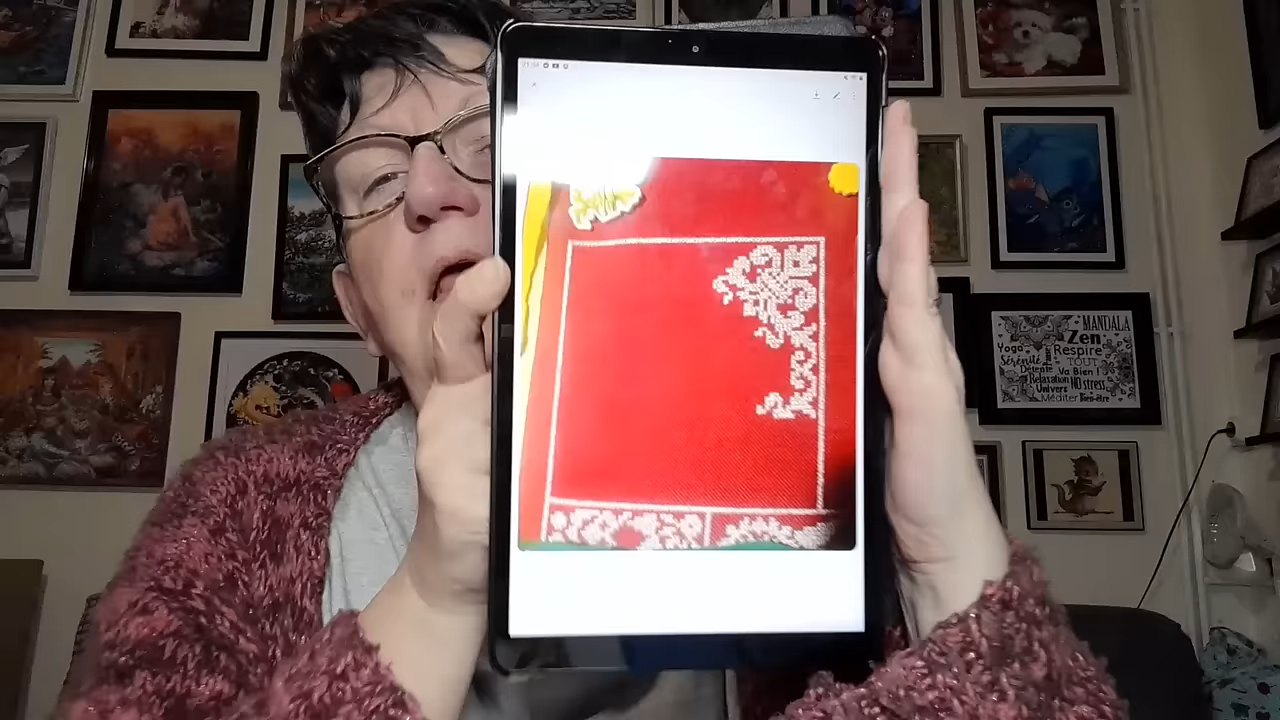 MANDALA
Zen
Yoga
Respire
Sérénité
TOUT
Détente
Va Bien !
Relaxation
NO stress
Univers
Méditer
Bien-être